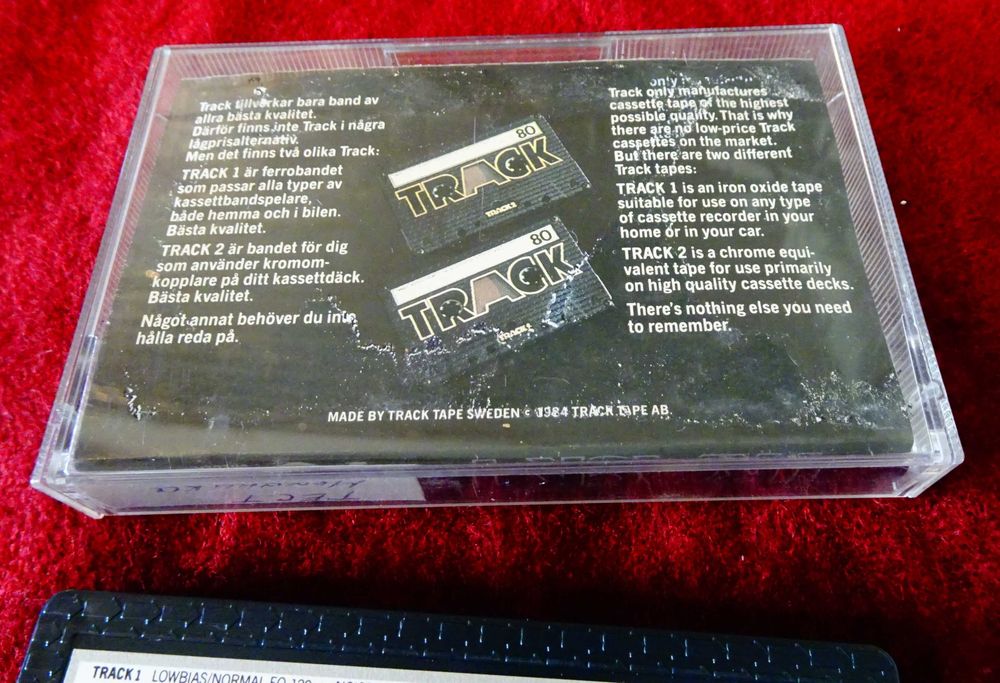 Track tillverkar bara band av
allra bästa kvalitet.
Därför finns inte Track i några
lågprisalternativ.
Men det finns två olika Track:
TRACK 1 är ferrobandet
som passar alla typer av
kassettbandspelare,
både hemma och i bilen.
Bästa kvalitet.
TRACK 2 är bandet för dig
som använder kromom-
kopplare på ditt kassettdäck.
Bästa kvalitet.
Något annat behöver du inte
hålla reda på.
80
TRACK
TRACK 2
80
TRACK
TRACK
only
Track only manufactures
cassette tape of the highest
possible quality. That is why
there are no low-price Track
cassettes on the market.
But there are two different
Track tapes:
TRACK 1 is an iron oxide tape
suitable for use on any type
of cassette recorder in your
home or in your car.
TRACK 2 is a chrome equi-
valent tape for use primarily
on high quality cassette decks.
There's nothing else you need
to remember.
MADE BY TRACK TAPE SWEDEN © 1984 TRACK TAPE AB
TRACK 1 LOWBIAS/NORMAL EQ 120